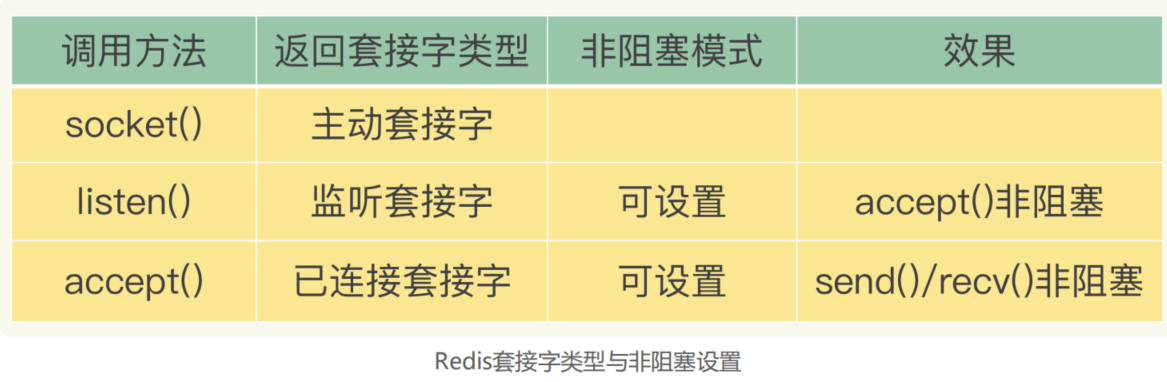 调用方法 返回套接字类型 非阻塞模式 效果
socket() 主动套接字
listen() 监听套接字 可设置 accept()非阻塞
accept() 已连接套接字 可设置 send()/recv()非阻塞
Redis套接字类型与非阻塞设置